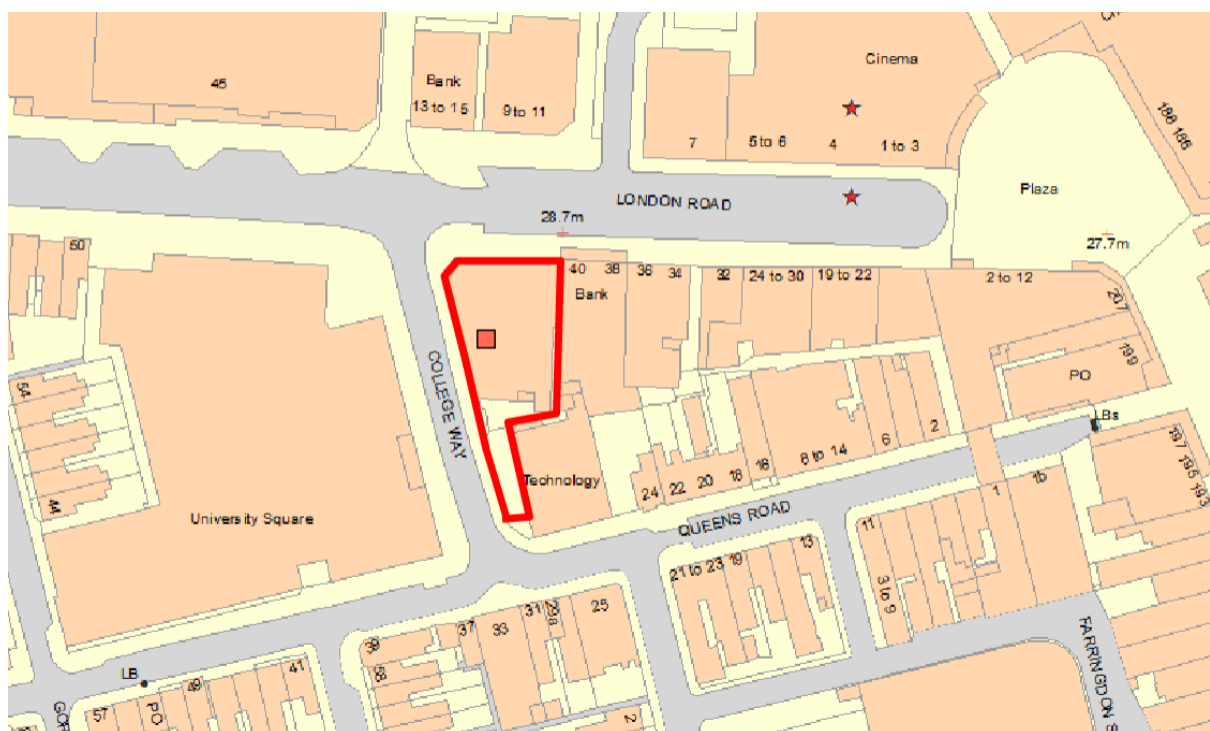 45
Bank
13 to 15
9 to 11
Cinema
7
5 to 6
4
1 to 3
188 186
Plaza
LONDON ROAD
28.7m
27.7m
50
40
38
36
34
32
24 to 30
19 to 22
2 to 12
Bank
207
199
PO
LBs
54
44
COLLEGE WAY
University Square
Technology
24
22
20
18
16
8 to 14
6
2
197
195
193
QUEENS ROAD
1
1b
11
3 to 9
21 to 23
19
13
FARRINGDON S
39
58
37
33
31
29a
25
2
LB
57
PO
49
41
GOR